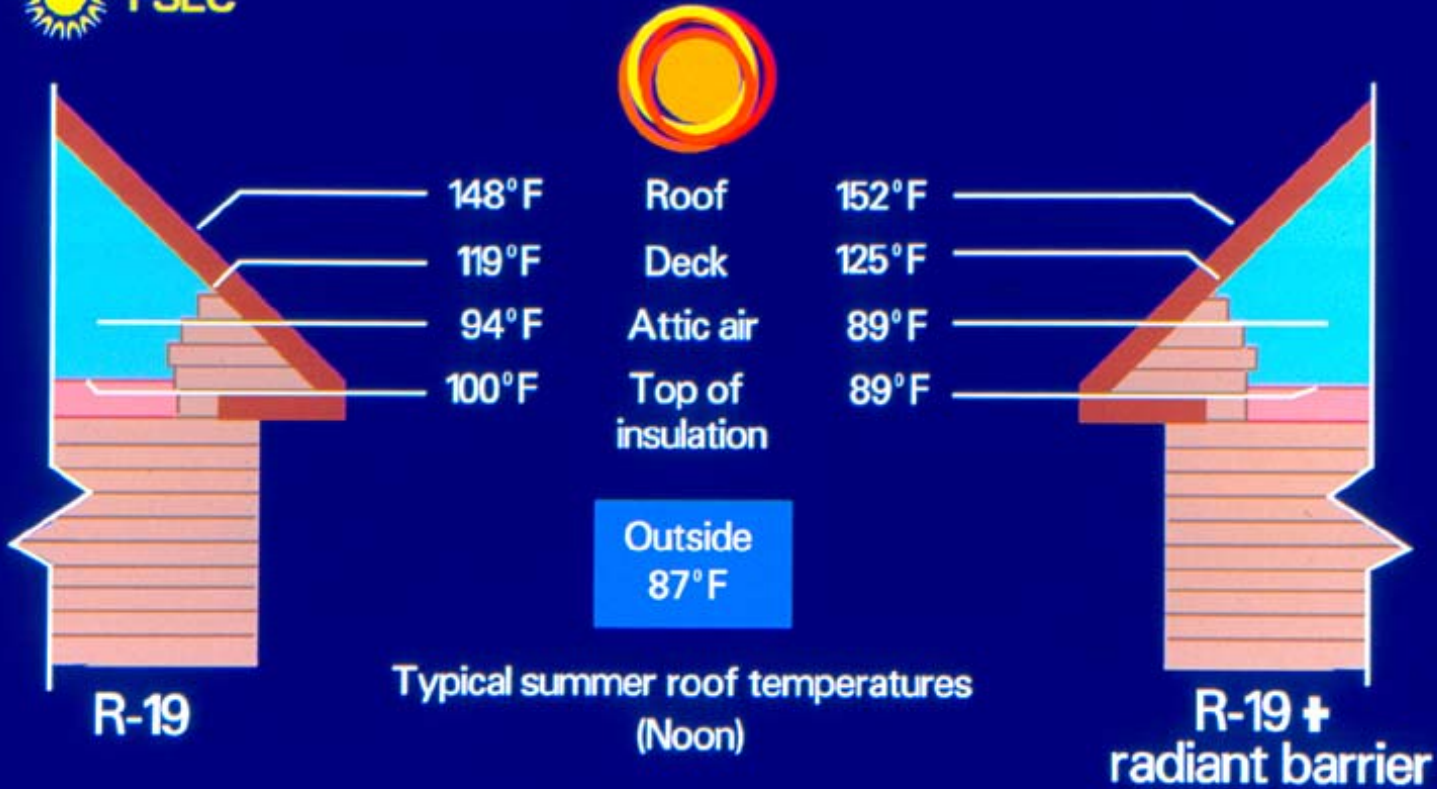 FSEC
148°F Roof 152°F
119°F Deck 125°F
94°F Attic air 89°F
100°F Top of 89°F
insulation
Outside
87°F
Typical summer roof temperatures
(Noon)
R-19
R-19 +
radiant barrier